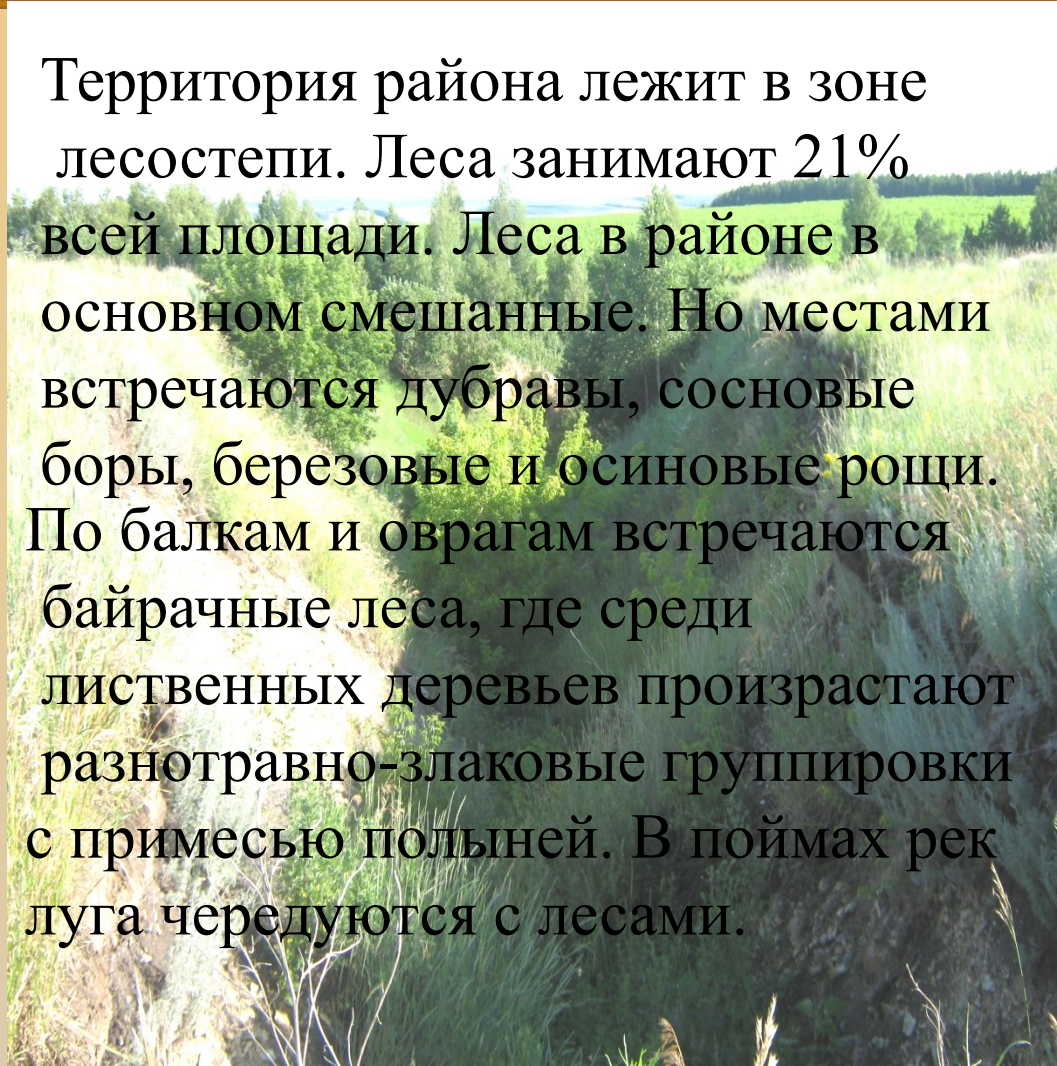 Территория района лежит в зоне
лесостепи. Леса занимают 21%
всей площади. Леса в районе в
основном смешанные. Но местами
встречаются дубравы, сосновые
боры, березовые и осиновые рощи.
По балкам и оврагам встречаются
байрачные леса, где среди
лиственных деревьев произрастают
разнотравно-злаковые группировки
с примесью полыней. В поймах рек
луга чередуются с лесами.